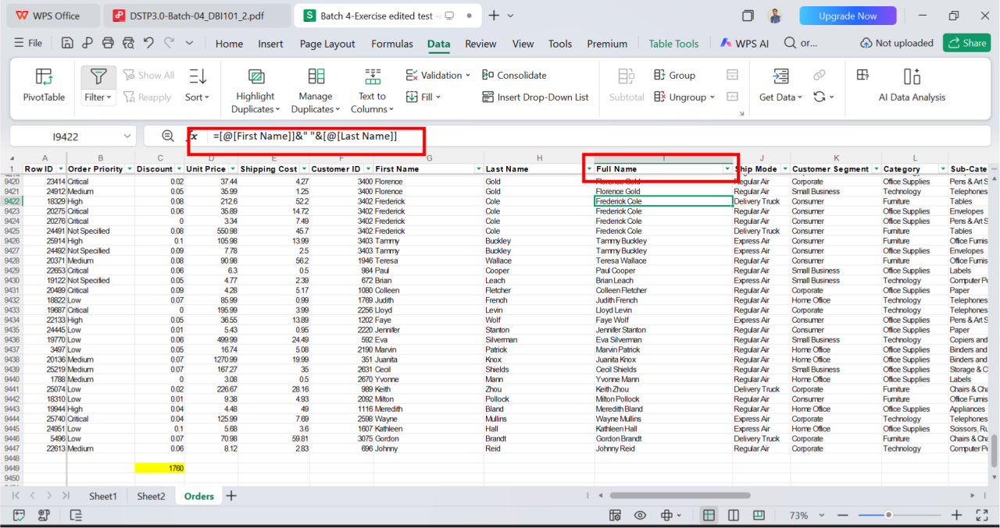 WPS Office DSTP3.0-Batch-04_DBI101_2.pdf Batch 4-Exercise edited test - Upgrade Now
File Home Insert Page Layout Formulas Data Review View Tools Premium Table Tools WPS AI or... Not uploaded Share
Show All Validation Consolidate Group
PivotTable Filter Reapply Sort Highlight Duplicates Manage Duplicates Text to Columns Fill Insert Drop-Down List Subtotal Ungroup Get Data AI Data Analysis
I9422 fx =[@[First Name]]&" "&[@[Last Name]]
A B C D E F G H I J K L
1 Row ID Order Priority Discount Unit Price Shipping Cost Customer ID First Name Last Name Full Name Ship Mode Customer Segment Category Sub-Cate
9420 23414 Critical 0.02 37.44 4.27 3400 Florence Gold Florence Gold Regular Air Corporate Office Supplies Pens & Art S
9421 24912 Medium 0.05 35.99 1.25 3400 Florence Gold Florence Gold Regular Air Small Business Technology Telephones
9422 18329 High 0.08 212.6 52.2 3402 Frederick Cole Frederick Cole Delivery Truck Consumer Furniture Tables
9423 20275 Critical 0.06 35.89 14.72 3402 Frederick Cole Frederick Cole Regular Air Consumer Office Supplies Envelopes
9424 20276 Critical 0 3.34 7.49 3402 Frederick Cole Frederick Cole Regular Air Consumer Office Supplies Pens & Art S
9425 24491 Not Specified 0.08 550.98 45.7 3402 Frederick Cole Frederick Cole Delivery Truck Consumer Furniture Tables
9426 25914 High 0.1 105.98 13.99 3403 Tammy Buckley Tammy Buckley Express Air Consumer Furniture Office Furnis
9427 24492 Not Specified 0.09 7.78 2.5 3403 Tammy Buckley Tammy Buckley Express Air Consumer Office Supplies Envelopes
9428 20371 Medium 0.08 90.98 56.2 1946 Teresa Wallace Teresa Wallace Regular Air Consumer Furniture Office Furnis
9429 22653 Critical 0.06 6.3 0.5 984 Paul Cooper Paul Cooper Regular Air Small Business Office Supplies Labels
9430 19122 Not Specified 0.05 4.77 2.39 672 Brian Leach Brian Leach Express Air Small Business Technology Computer Pe
9431 20489 Critical 0.09 4.28 5.17 1080 Colleen Fletcher Colleen Fletcher Regular Air Corporate Office Supplies Paper
9432 18822 Low 0.07 85.99 0.99 1769 Judith French Judith French Regular Air Home Office Technology Telephones
9433 19687 Critical 0 195.99 3.99 2256 Lloyd Levin Lloyd Levin Regular Air Corporate Technology Telephones
9434 22133 High 0.05 36.55 13.89 1202 Faye Wolf Faye Wolf Express Air Consumer Office Supplies Pens & Art S
9435 24445 Low 0.01 5.43 0.95 2220 Jennifer Stanton Jennifer Stanton Regular Air Consumer Office Supplies Paper
9436 19770 Low 0.06 499.99 24.49 592 Eva Silverman Eva Silverman Regular Air Small Business Technology Copiers and
9437 3497 Low 0.05 16.74 5.08 2190 Marvin Patrick Marvin Patrick Regular Air Home Office Office Supplies Binders and
9438 20136 Medium 0.07 1270.99 19.99 351 Juanita Knox Juanita Knox Regular Air Home Office Office Supplies Binders and
9439 25219 Medium 0.07 167.27 35 2631 Cecil Shields Cecil Shields Regular Air Small Business Office Supplies Storage & O
9440 1788 Medium 0 3.08 0.5 2670 Yvonne Mann Yvonne Mann Regular Air Home Office Office Supplies Labels
9441 25074 Low 0.02 226.67 28.16 989 Keith Zhou Keith Zhou Delivery Truck Corporate Furniture Chairs & Cha
9442 18310 Low 0.01 9.38 4.93 2092 Milton Pollock Milton Pollock Regular Air Consumer Furniture Office Furnis
9443 19944 High 0.04 4.48 49 1116 Meredith Bland Meredith Bland Regular Air Home Office Office Supplies Appliances
9444 25740 Critical 0.04 125.99 7.69 2598 Wayne Mullins Wayne Mullins Express Air Corporate Technology Telephones
9445 24951 Low 0.1 5.68 3.6 1607 Kathleen Hall Kathleen Hall Express Air Home Office Office Supplies Scissors, Ru
9446 5496 Low 0.07 70.98 59.81 3075 Gordon Brandt Gordon Brandt Delivery Truck Corporate Furniture Chairs & Cha
9447 22613 Medium 0.06 8.12 2.83 696 Johnny Reid Johnny Reid Regular Air Corporate Technology Computer Pe
9448
9449 1760
9450
Sheet1 Sheet2 Orders
73%